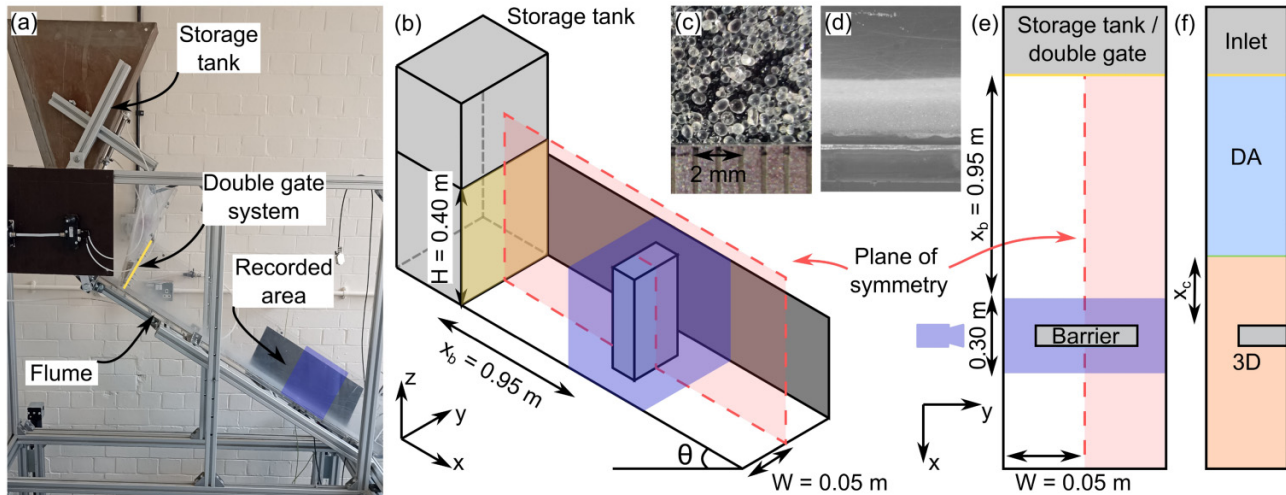 (a)
Storage
tank
Double gate
system
Recorded
area
Flume
(b)
Storage tank
H = 0.40 m
x_b = 0.95 m
z
y
x
θ
W = 0.05 m
(c)
2 mm
(d)
Plane of
symmetry
(e)
Storage tank /
double gate
x_b = 0.95 m
0.30 m
Barrier
y
x
W = 0.05 m
(f)
Inlet
DA
x_c
3D